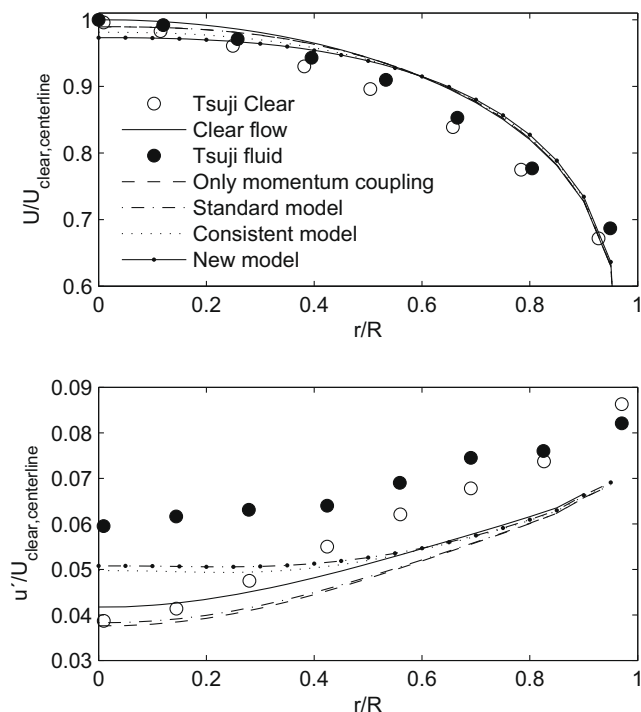 1
0.9
0.8
0.7
0.6
U/U_clear,centerline
Tsuji Clear
Clear flow
Tsuji fluid
Only momentum coupling
Standard model
Consistent model
New model
0 0.2 0.4 0.6 0.8 1
r/R
0.09
0.08
0.07
0.06
0.05
0.04
0.03
u´/U_clear,centerline
0 0.2 0.4 0.6 0.8 1
r/R